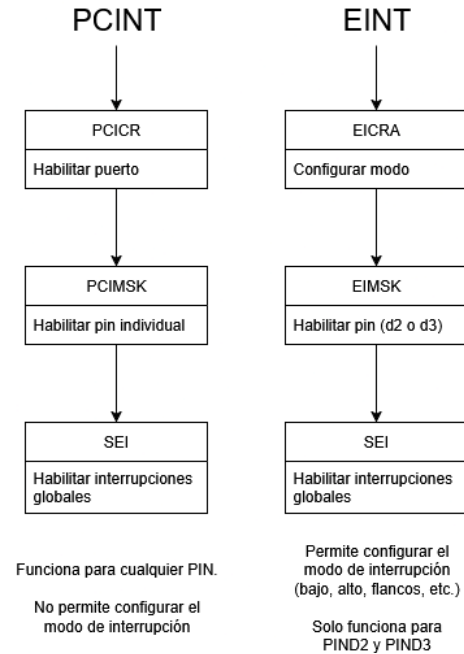 PCINT
PCICR
Habilitar puerto
PCIMSK
Habilitar pin individual
SEI
Habilitar interrupciones
globales
Funciona para cualquier PIN.
No permite configurar el
modo de interrupción
EINT
EICRA
Configurar modo
EIMSK
Habilitar pin (d2 o d3)
SEI
Habilitar interrupciones
globales
Permite configurar el
modo de interrupción
(bajo, alto, flancos, etc.)
Solo funciona para
PIND2 y PIND3